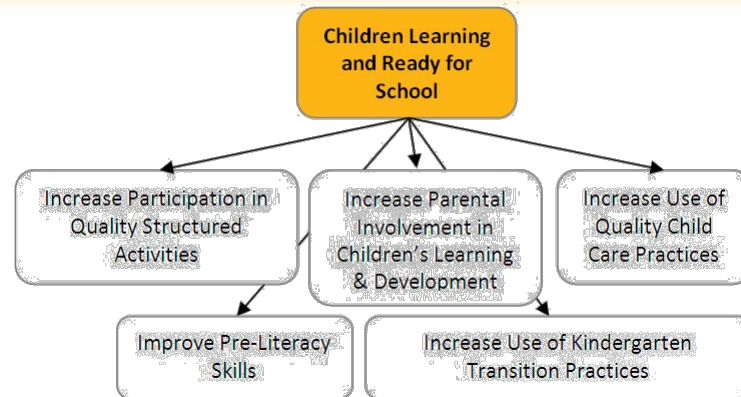 Children Learning
and Ready for
School
Increase Participation in
Quality Structured
Activities
Increase Parental
Involvement in
Children's Learning
& Development
Increase Use of
Quality Child
Care Practices
Improve Pre-Literacy
Skills
Increase Use of Kindergarten
Transition Practices